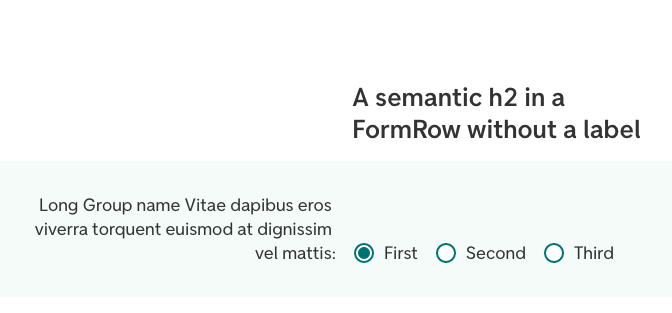 A semantic h2 in a
FormRow without a label
Long Group name Vitae dapibus eros
viverra torquent euismod at dignissim
vel mattis: First Second Third